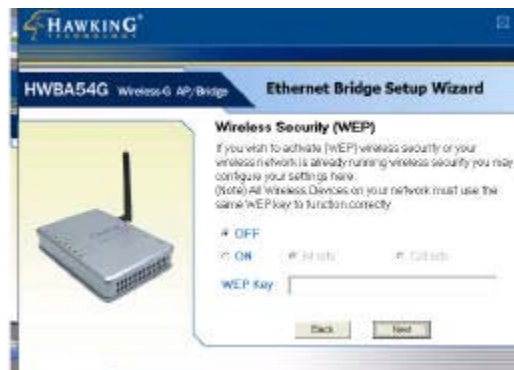 HAWKING
TECHNOLOGY
HWBA54G Wireless-G AP/Bridge
Ethernet Bridge Setup Wizard
Wireless Security (WEP)
If you wish to activate (WEP) wireless security or your
wireless network is already running wireless security you may
configure your settings here.
(Note) All Wireless Devices on your network must use the
same WEP key to function correctly
OFF
ON
WEP Key
Back
Next